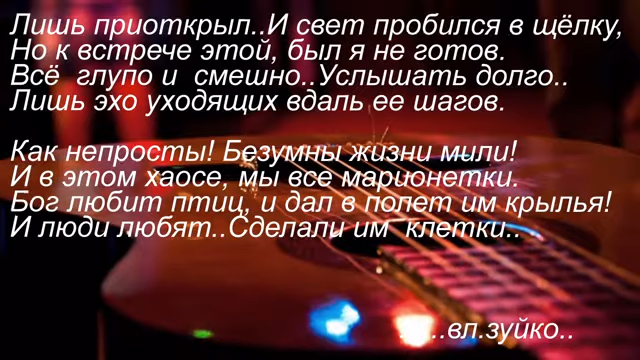 Лишь приоткрыл..И свет пробился в щёлку,
Но к встрече этой, был я не готов.
Всё глупо и смешно..Услышать долго..
Лишь эхо уходящих вдаль ее шагов.
Как непросты! Безумны жизни мили!
И в этом хаосе, мы все марионетки.
Бог любит птиц, и дал в полет им крылья!
И люди любят..Сделали им клетки..
..вл.зуйко..